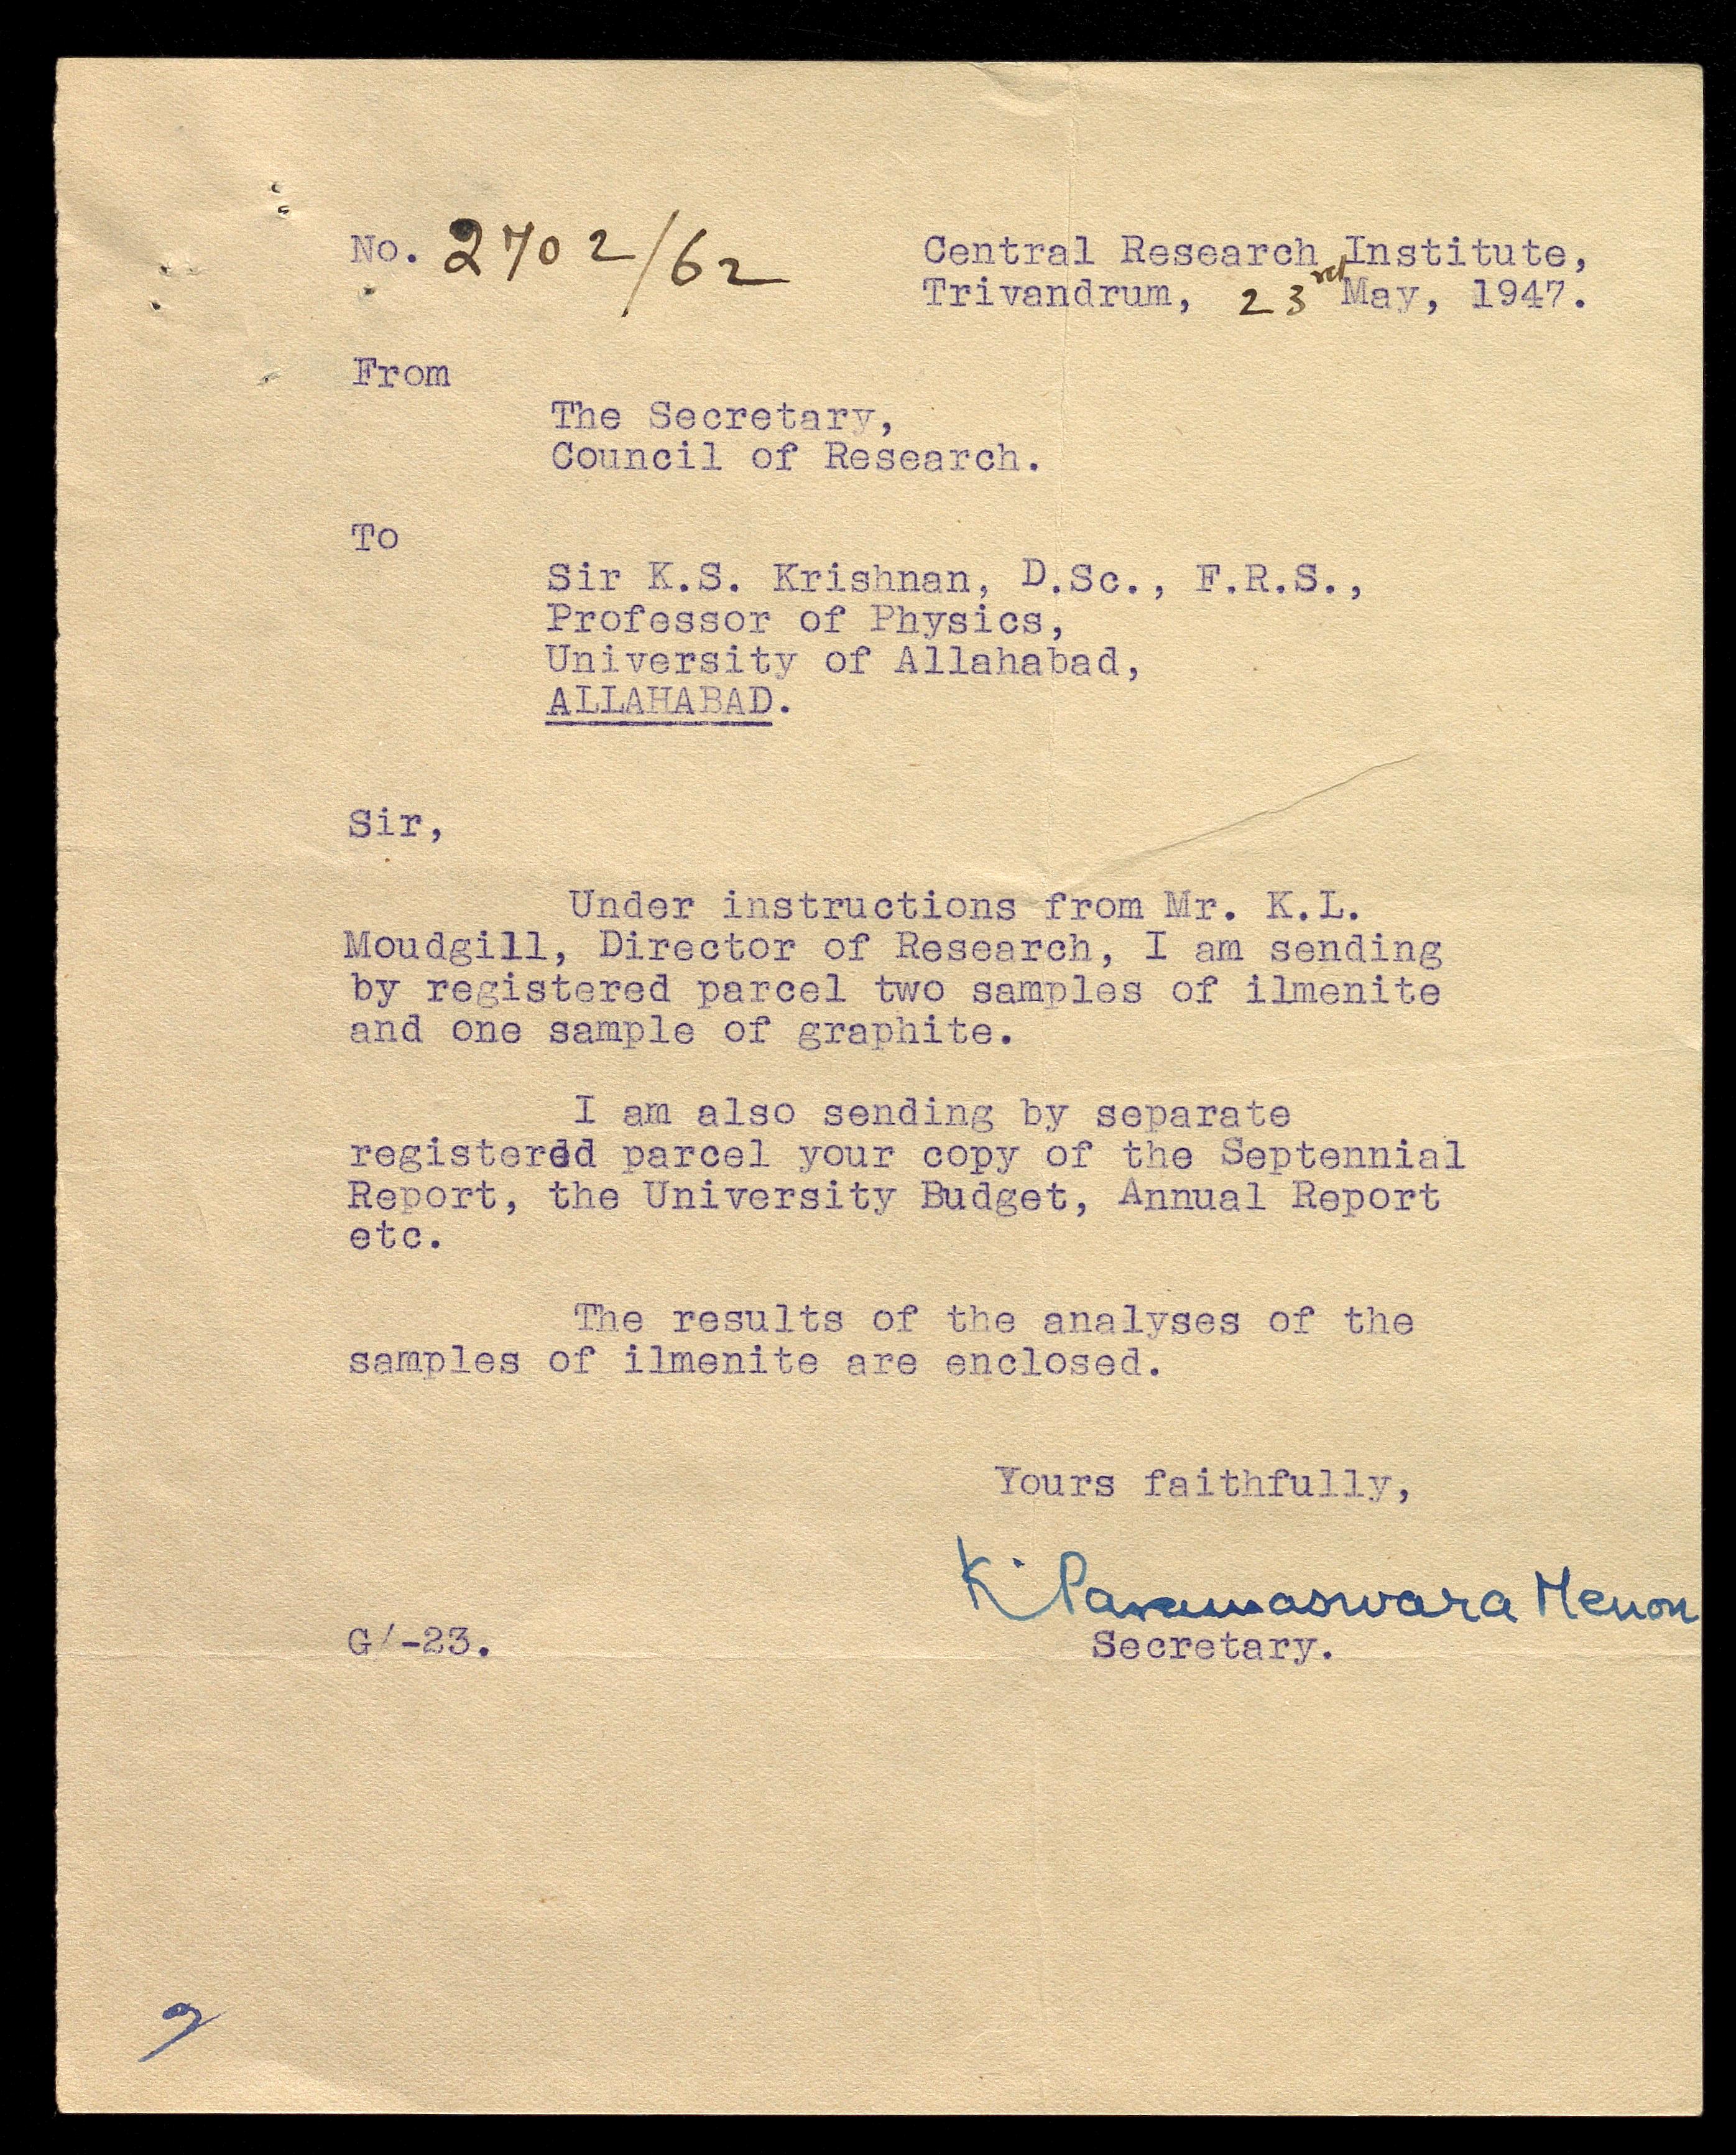 No. 2702/62
Central Research Institute,
Trivandrum, 23rd May, 1947.
From
The Secretary,
Council of Research.
To
Sir K.S. Krishnan, D.Sc., F.R.S.,
Professor of Physics,
University of Allahabad,
ALLAHABAD.
Sir,
Under instructions from Mr. K.L.
Moudgill, Director of Research, I am sending
by registered parcel two samples of ilmenite
and one sample of graphite.
I am also sending by separate
registered parcel your copy of the Septennial
Report, the University Budget, Annual Report
etc.
The results of the analyses of the
samples of ilmenite are enclosed.
Yours faithfully,
K. Menon
G/-23.
Secretary.